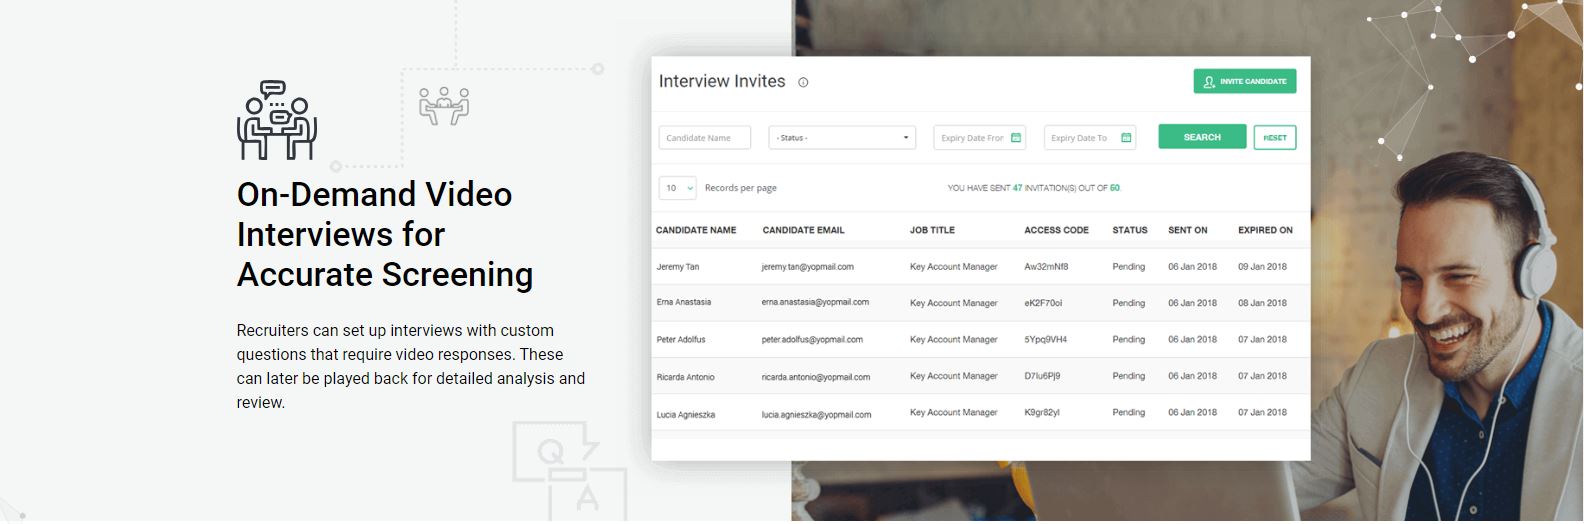 On-Demand Video
Interviews for
Accurate Screening
Recruiters can set up interviews with custom
questions that require video responses. These
can later be played back for detailed analysis and
review.
Q
A
Interview Invites
INVITE CANDIDATE
Candidate Name - Status - Expiry Date From Expiry Date To SEARCH RESET
10 Records per page YOU HAVE SENT 47 INVITATION(S) OUT OF 60.
CANDIDATE NAME CANDIDATE EMAIL JOB TITLE ACCESS CODE STATUS SENT ON EXPIRED ON
Jeremy Tan jeremy.tan@yopmail.com Key Account Manager Aw32mNf8 Pending 06 Jan 2018 09 Jan 2018
Erna Anastasia erna.anastasia@yopmail.com Key Account Manager eK2F70oi Pending 06 Jan 2018 08 Jan 2018
Peter Adolfus peter.adolfus@yopmail.com Key Account Manager 5Ypq9VH4 Pending 06 Jan 2018 07 Jan 2018
Ricarda Antonio ricarda.antonio@yopmail.com Key Account Manager D7Iu6Pj9 Pending 06 Jan 2018 07 Jan 2018
Lucia Agnieszka lucia.agnieszka@yopmail.com Key Account Manager K9gr82yl Pending 06 Jan 2018 07 Jan 2018